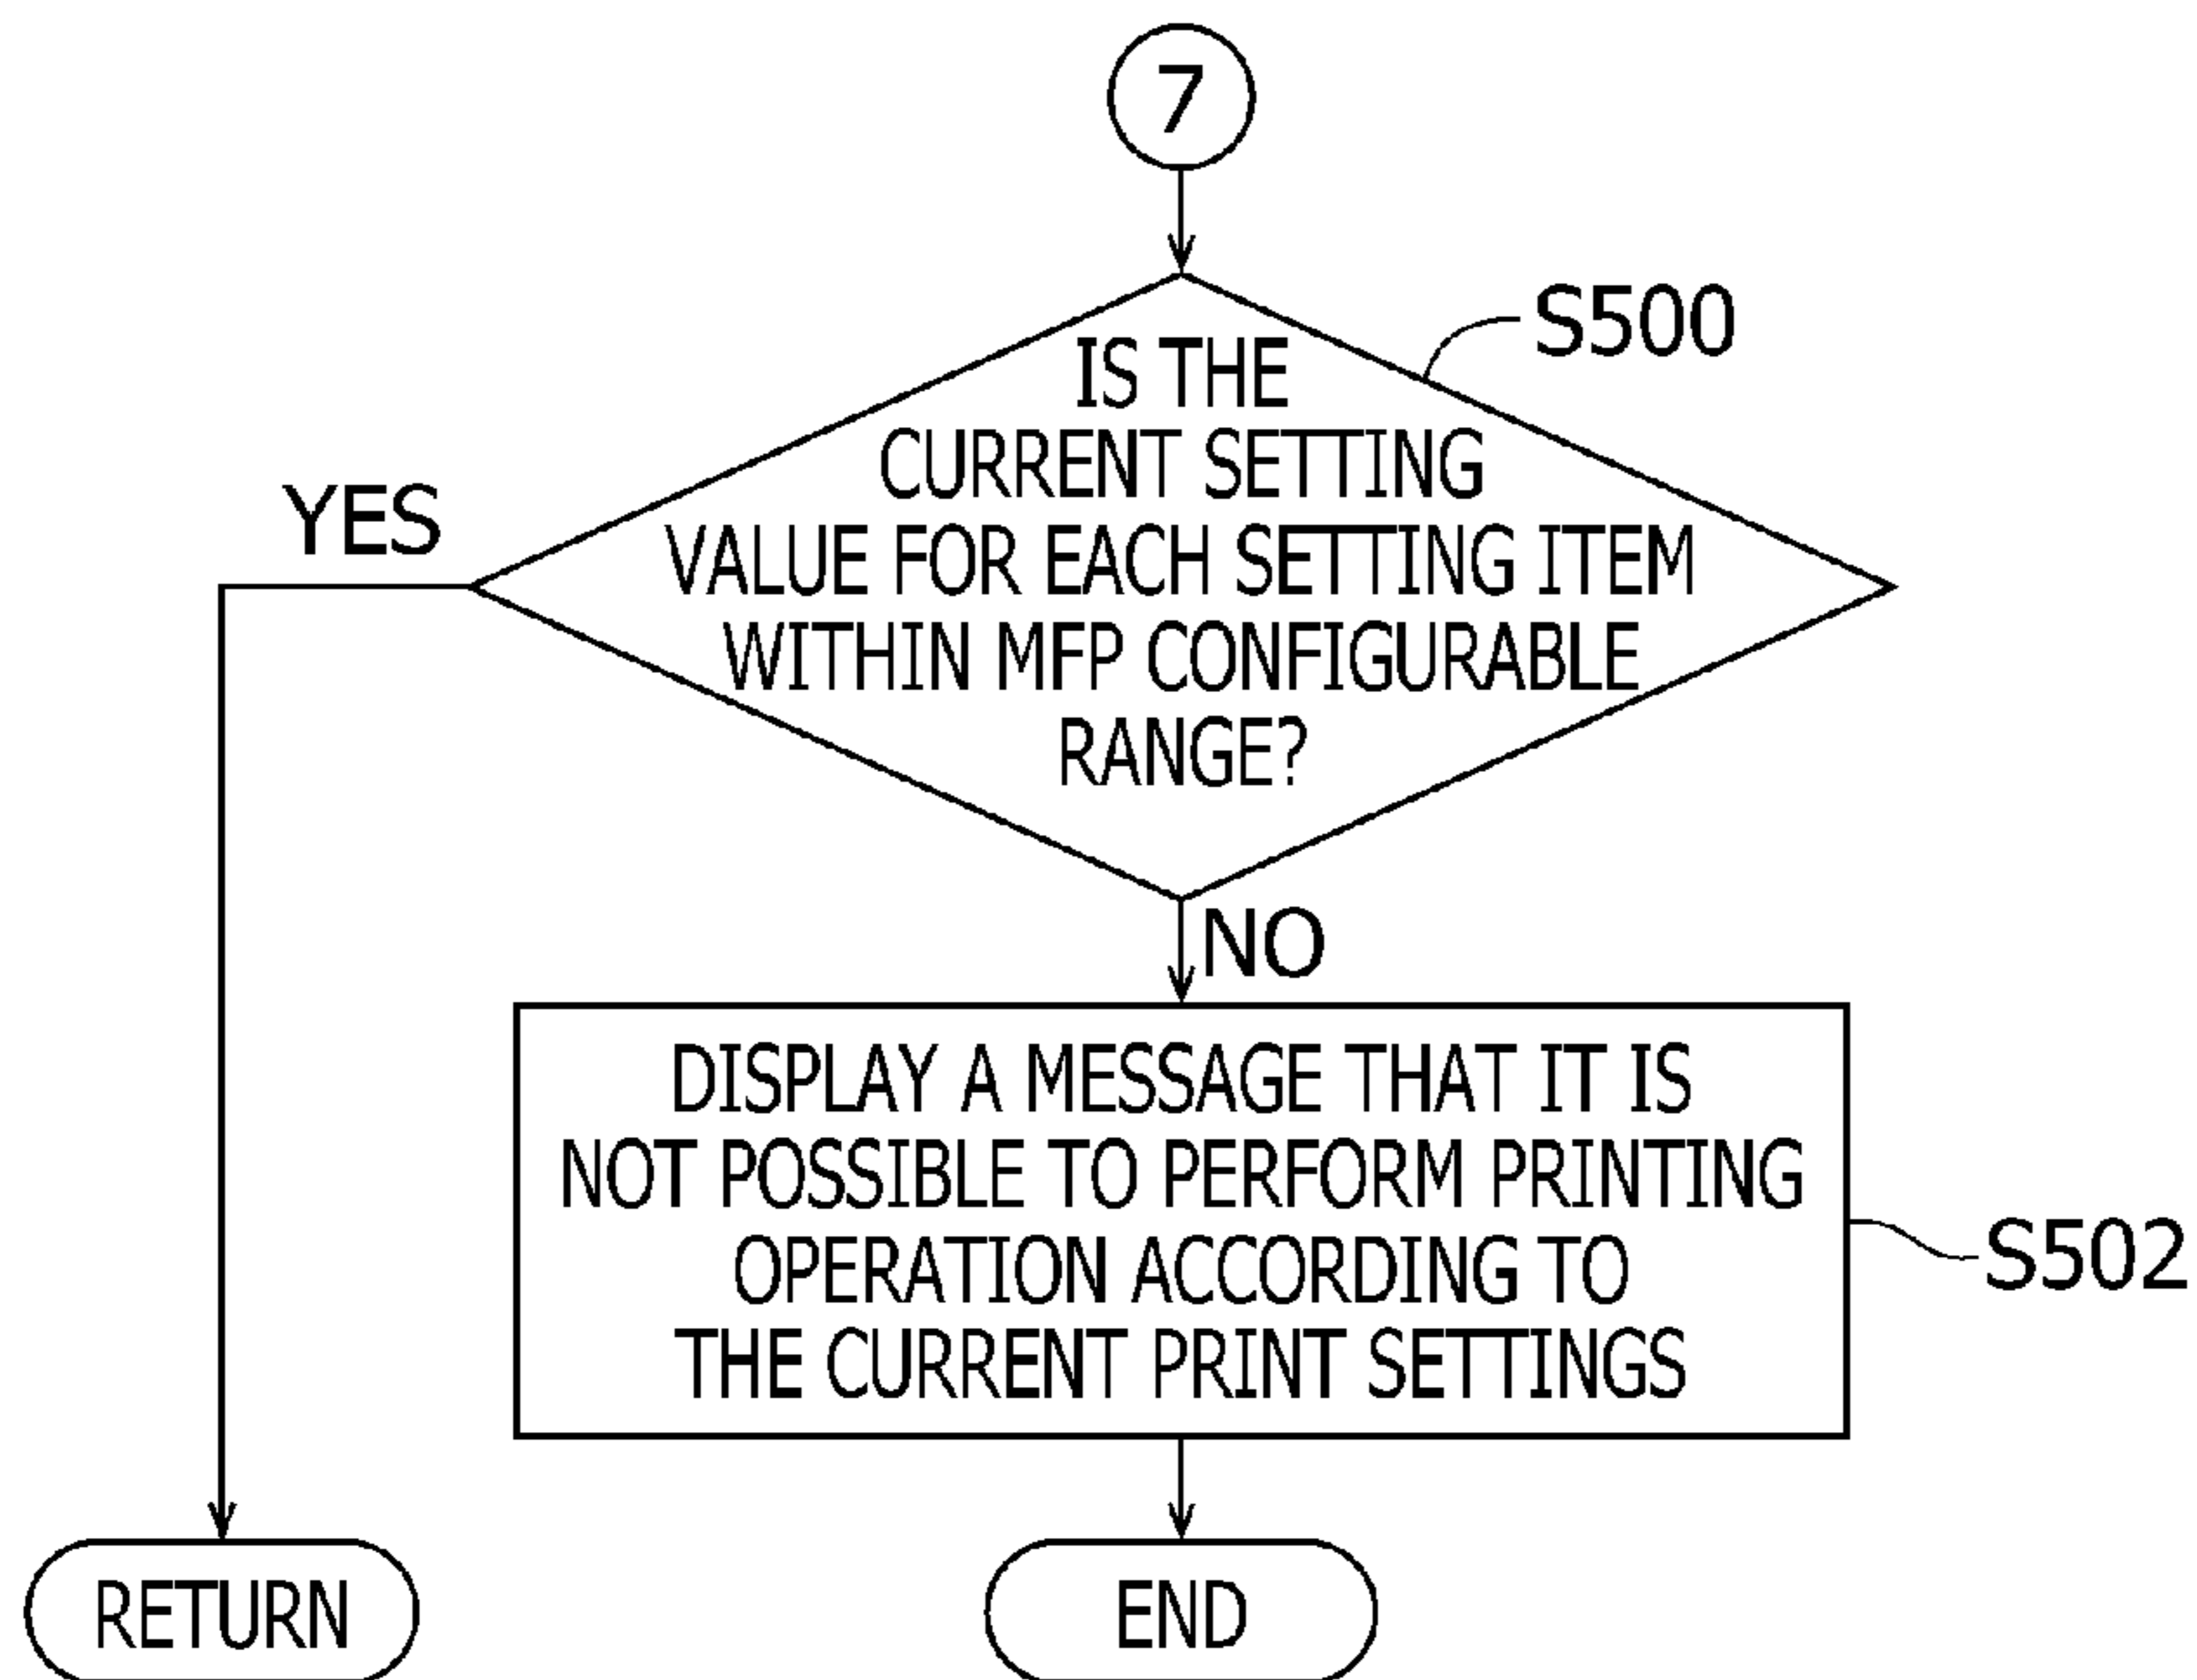 7
S500
IS THE
CURRENT SETTING
VALUE FOR EACH SETTING ITEM
WITHIN MFP CONFIGURABLE
RANGE?
YES
NO
DISPLAY A MESSAGE THAT IT IS
NOT POSSIBLE TO PERFORM PRINTING
OPERATION ACCORDING TO
THE CURRENT PRINT SETTINGS
S502
RETURN
END